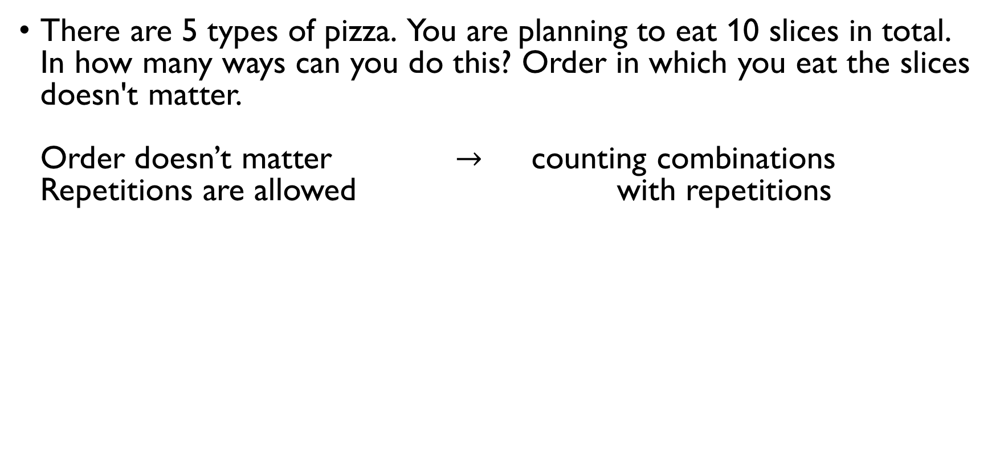 • There are 5 types of pizza. You are planning to eat 10 slices in total.
In how many ways can you do this? Order in which you eat the slices
doesn't matter.
Order doesn’t matter → counting combinations
Repetitions are allowed with repetitions